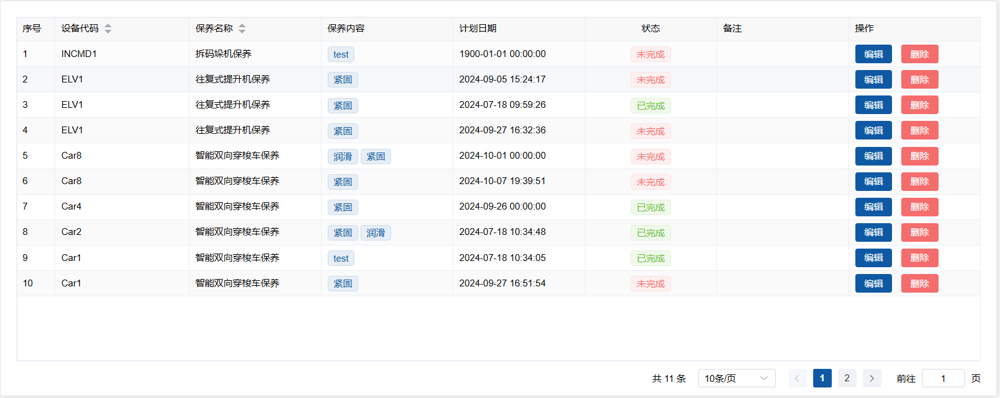 序号 设备代码 保养名称 保养内容 计划日期 状态 备注 操作
1 INCMD1 拆码垛机保养 test 1900-01-01 00:00:00 未完成 编辑 删除
2 ELV1 往复式提升机保养 紧固 2024-09-05 15:24:17 未完成 编辑 删除
3 ELV1 往复式提升机保养 紧固 2024-07-18 09:59:26 已完成 编辑 删除
4 ELV1 往复式提升机保养 紧固 2024-09-27 16:32:36 未完成 编辑 删除
5 Car8 智能双向穿梭车保养 润滑 紧固 2024-10-01 00:00:00 未完成 编辑 删除
6 Car8 智能双向穿梭车保养 紧固 2024-10-07 19:39:51 未完成 编辑 删除
7 Car4 智能双向穿梭车保养 紧固 2024-09-26 00:00:00 已完成 编辑 删除
8 Car2 智能双向穿梭车保养 紧固 润滑 2024-07-18 10:34:48 已完成 编辑 删除
9 Car1 智能双向穿梭车保养 test 2024-07-18 10:34:05 已完成 编辑 删除
10 Car1 智能双向穿梭车保养 紧固 2024-09-27 16:51:54 未完成 编辑 删除
共 11 条 10条/页 1 2 前往 1 页